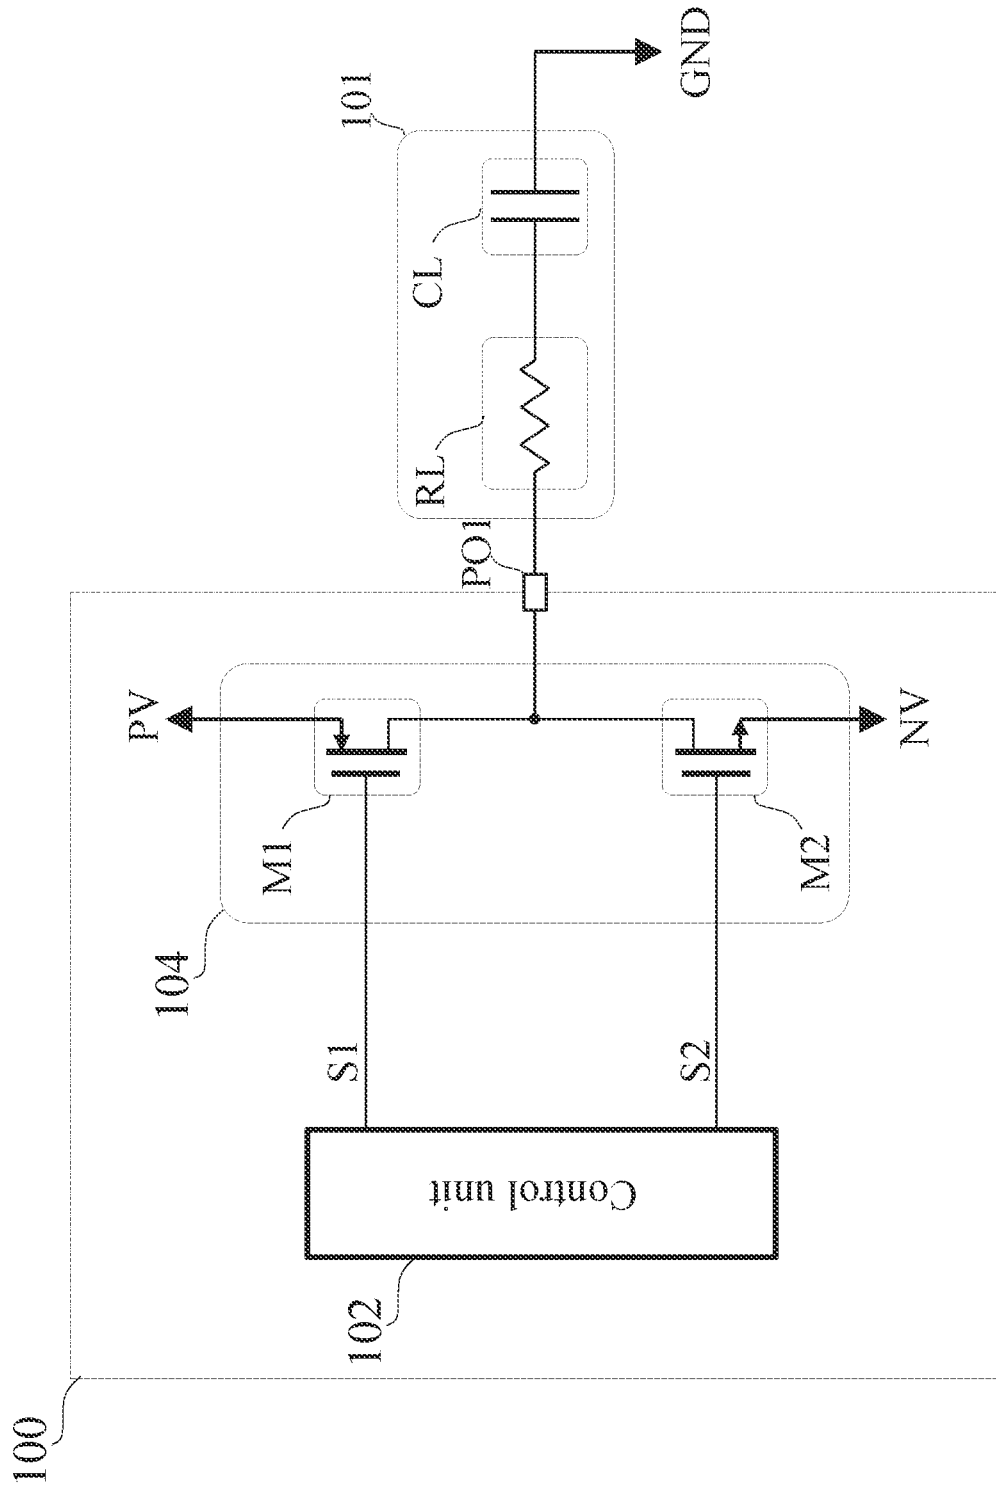 100
102
Control unit
S1
S2
104
M1
M2
PV
NV
PO1
RL
CL
101
GND